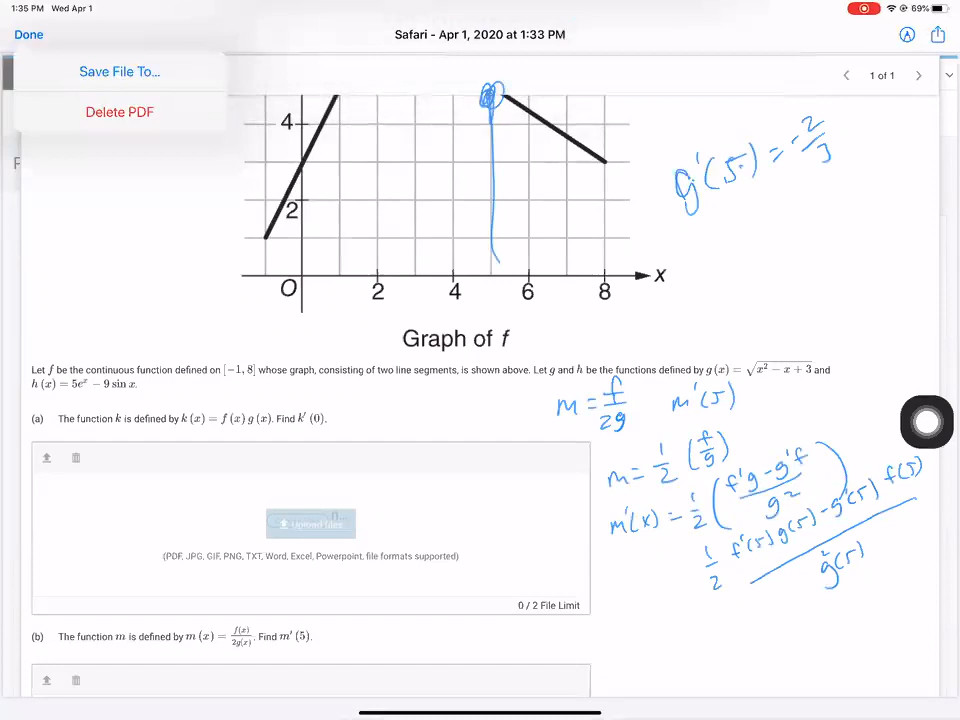 1:35 PM Wed Apr 1
69%
Done
Safari - Apr 1, 2020 at 1:33 PM
Save File To...
Delete PDF
1 of 1
F
4
2
O
2
4
6
8
x
g'(5) = -2/3
Graph of f
Let f be the continuous function defined on [−1, 8] whose graph, consisting of two line segments, is shown above. Let g and h be the functions defined by g (x) = √x² − x + 3 and
h (x) = 5eˣ − 9 sin x.
m = f/2g m'(5)
(a) The function k is defined by k (x) = f (x) g (x). Find k′ (0).
m = 1/2 (f/g)
m'(x) = 1/2 (f'g - g'f / g²)
1/2 f'(5) g(5) - g'(5) f(5) / g²(5)
Upload files
(PDF, JPG, GIF, PNG, TXT, Word, Excel, Powerpoint, file formats supported)
0 / 2 File Limit
(b) The function m is defined by m (x) = f(x)/2g(x). Find m′ (5).